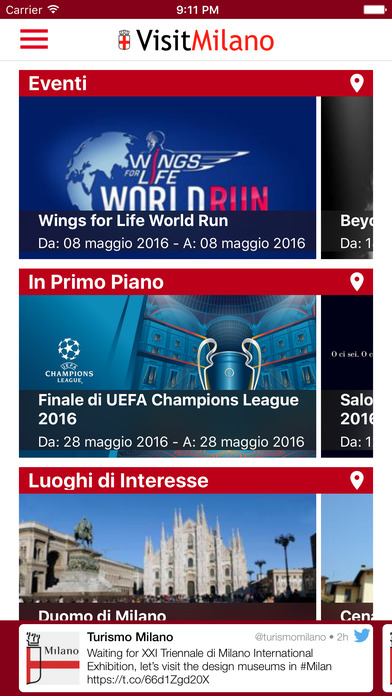 Carrier 9:11 PM
VisitMilano
Eventi
WINGS
FOR LIFE
WORLD RUN
Wings for Life World Run
Da: 08 maggio 2016 - A: 08 maggio 2016
Beyo
Da: 1
In Primo Piano
UEFA
CHAMPIONS
LEAGUE
Finale di UEFA Champions League
2016
Da: 28 maggio 2016 - A: 28 maggio 2016
O ci sei. O c
Salo
2016
Da: 1
Luoghi di Interesse
Duomo di Milano
Cena
Milano
Turismo Milano @turismomilano • 2h
Waiting for XXI Triennale di Milano International
Exhibition, let's visit the design museums in #Milan
https://t.co/66d1Zgd20X